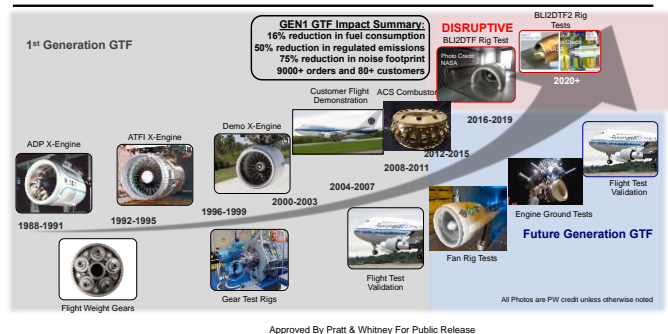 GEN1 GTF Impact Summary:
16% reduction in fuel consumption
50% reduction in regulated emissions
75% reduction in noise footprint
9000+ orders and 80+ customers
1st Generation GTF
DISRUPTIVE
BLI2DTF Rig Test
Photo Credit
NASA
BLI2DTF2 Rig
Tests
Photo Credit
NASA
2020+
Customer Flight
Demonstration
ACS Combustor
2016-2019
ADP X-Engine
ATFI X-Engine
Demo X-Engine
2012-2015
2008-2011
2004-2007
2000-2003
1996-1999
1992-1995
1988-1991
Flight Weight Gears
Gear Test Rigs
Flight Test
Validation
Fan Rig Tests
Engine Ground Tests
Flight Test
Validation
Future Generation GTF
All Photos are PW credit unless otherwise noted
Approved By Pratt & Whitney For Public Release